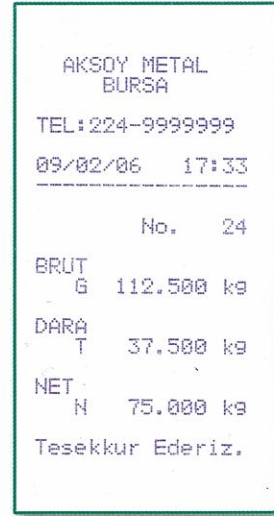 AKSOY METAL
BURSA
TEL:224-9999999
09/02/06 17:33
No. 24
BRUT
G 112.500 kg
DARA
T 37.500 kg
NET
N 75.000 kg
Tesekkur Ederiz.